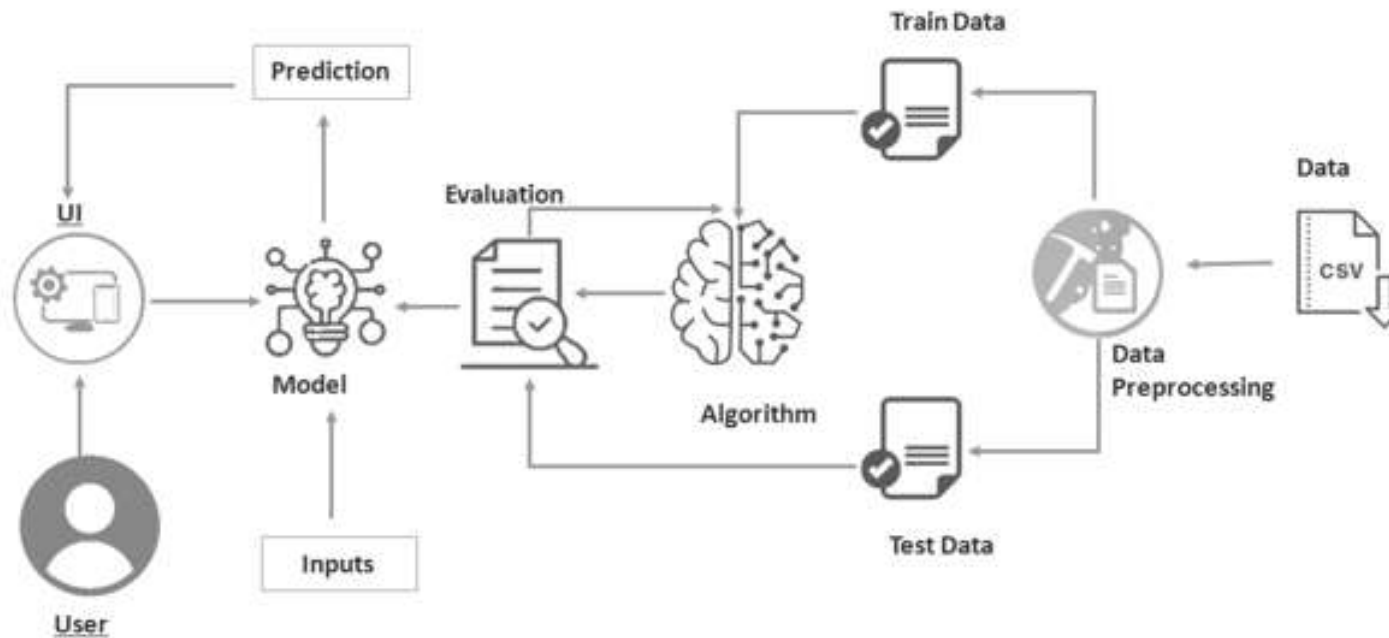 Train Data
Prediction
Data
Evaluation
UI
CSV
Model
Data
Preprocessing
Algorithm
Test Data
Inputs
User